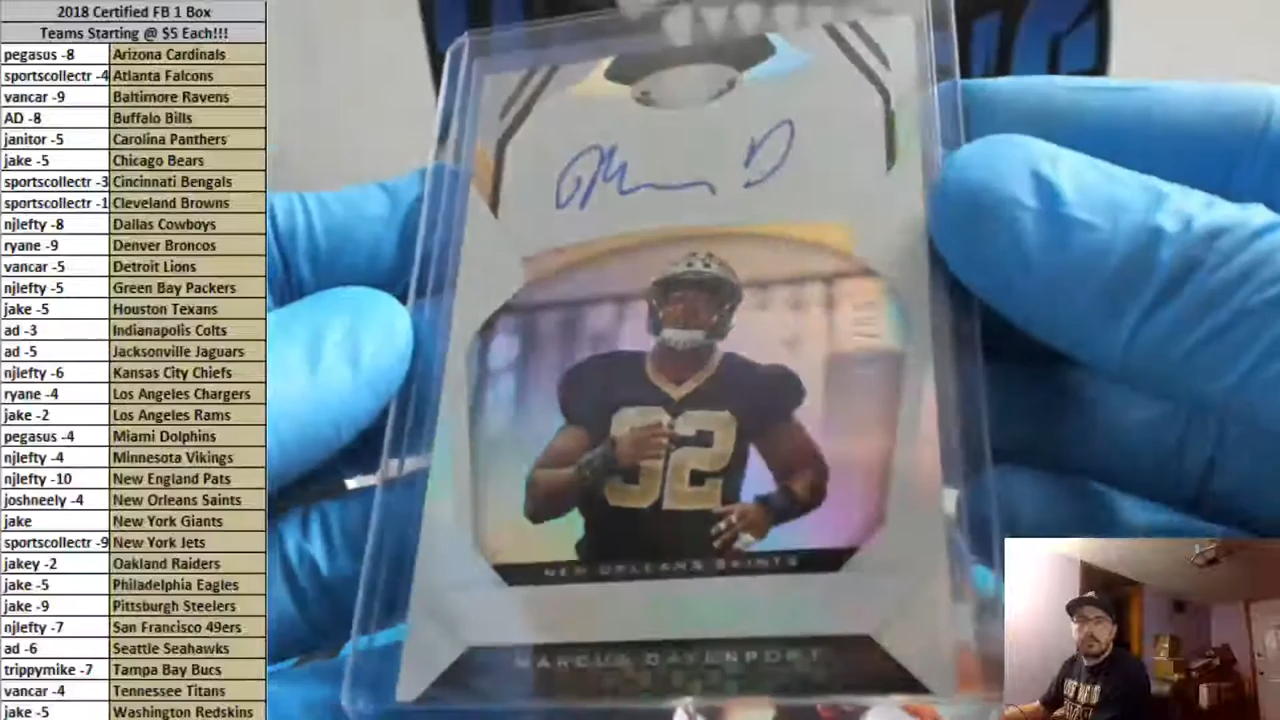 2018 Certified FB 1 Box
Teams Starting @ $5 Each!!!
pegasus -8 Arizona Cardinals
sportscollectr -4 Atlanta Falcons
vancar -9 Baltimore Ravens
AD -8 Buffalo Bills
janitor -5 Carolina Panthers
jake -5 Chicago Bears
sportscollectr -3 Cincinnati Bengals
sportscollectr -1 Cleveland Browns
njlefty -8 Dallas Cowboys
ryane -9 Denver Broncos
vancar -5 Detroit Lions
njlefty -5 Green Bay Packers
jake -5 Houston Texans
ad -3 Indianapolis Colts
ad -5 Jacksonville Jaguars
njlefty -6 Kansas City Chiefs
ryane -4 Los Angeles Chargers
jake -2 Los Angeles Rams
pegasus -4 Miami Dolphins
njlefty -4 Minnesota Vikings
njlefty -10 New England Pats
joshneely -4 New Orleans Saints
jake New York Giants
sportscollectr -9 New York Jets
jakey -2 Oakland Raiders
jake -5 Philadelphia Eagles
jake -9 Pittsburgh Steelers
njlefty -7 San Francisco 49ers
ad -6 Seattle Seahawks
trippymike -7 Tampa Bay Bucs
vancar -4 Tennessee Titans
jake -5 Washington Redskins
92
NEW ORLEANS SAINTS
MARCUS DAVENPORT